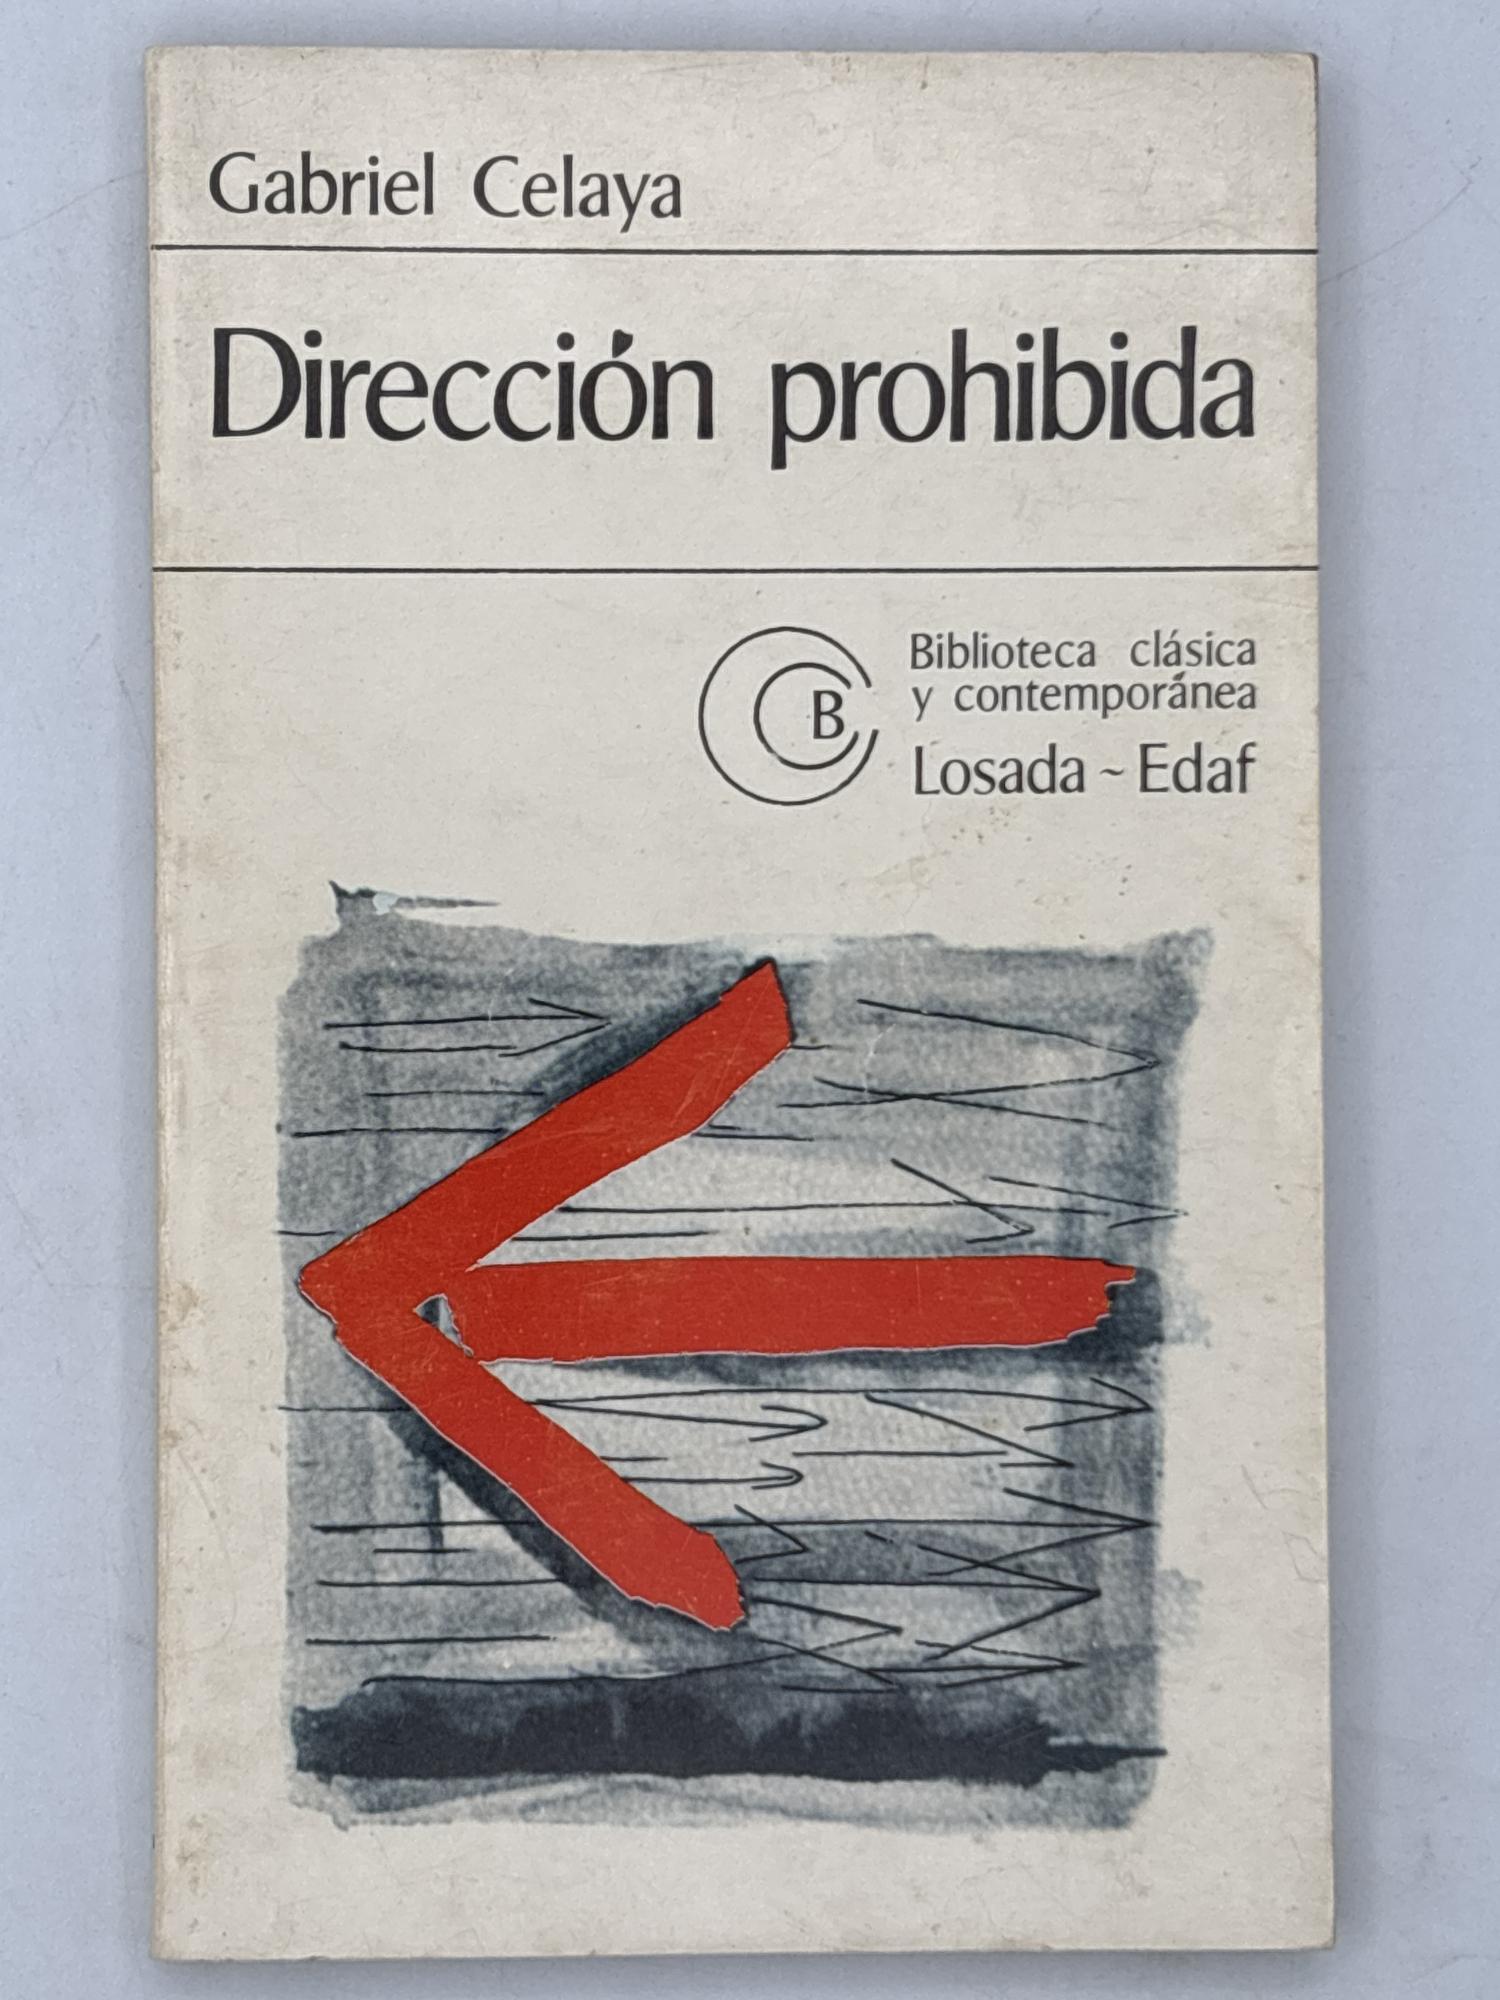 Gabriel Celaya
Dirección prohibida
B
Biblioteca clásica
y contemporánea
Losada ~ Edaf